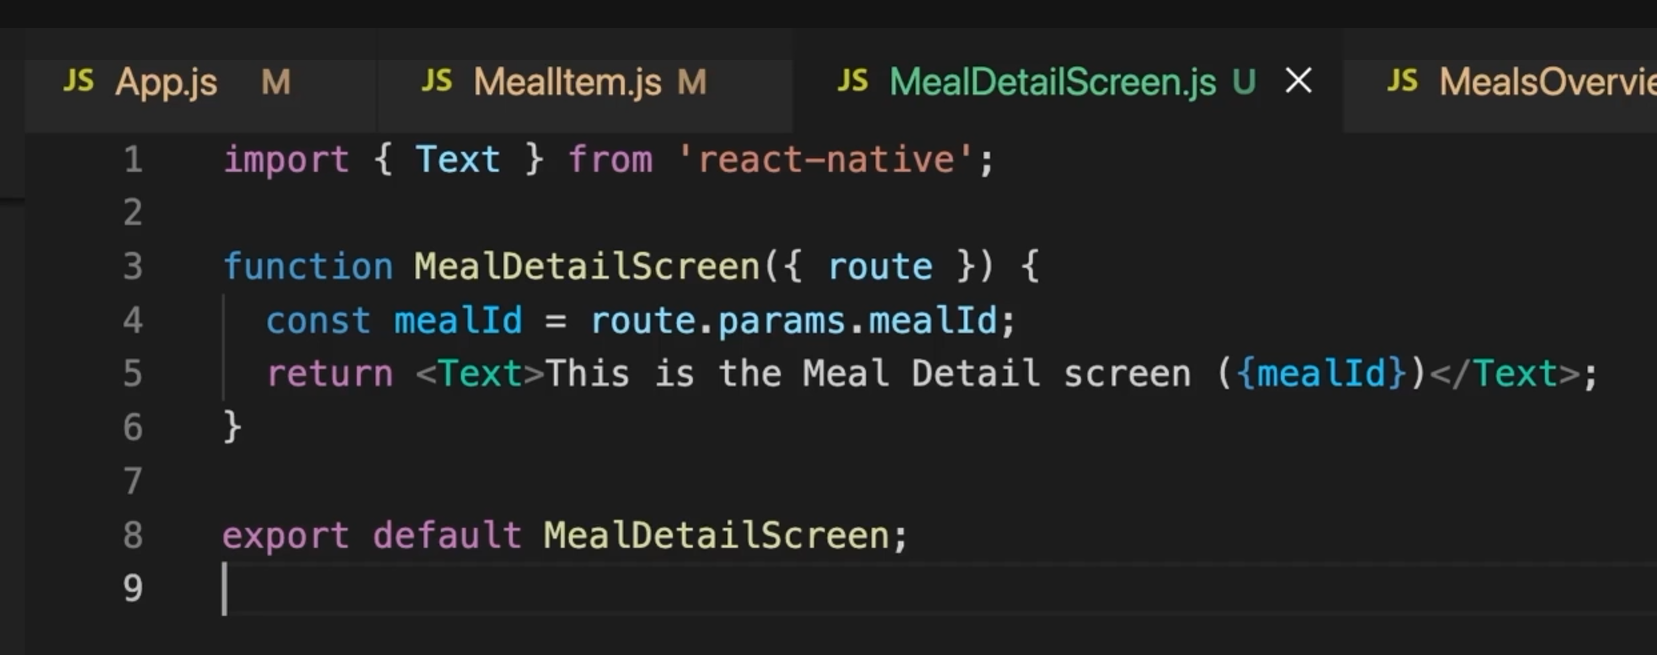 JS App.js M JS MealItem.js M JS MealDetailScreen.js U × JS MealsOvervie
1 import { Text } from 'react-native';
2
3 function MealDetailScreen({ route }) {
4 const mealId = route.params.mealId;
5 return <Text>This is the Meal Detail screen ({mealId})</Text>;
6 }
7
8 export default MealDetailScreen;
9